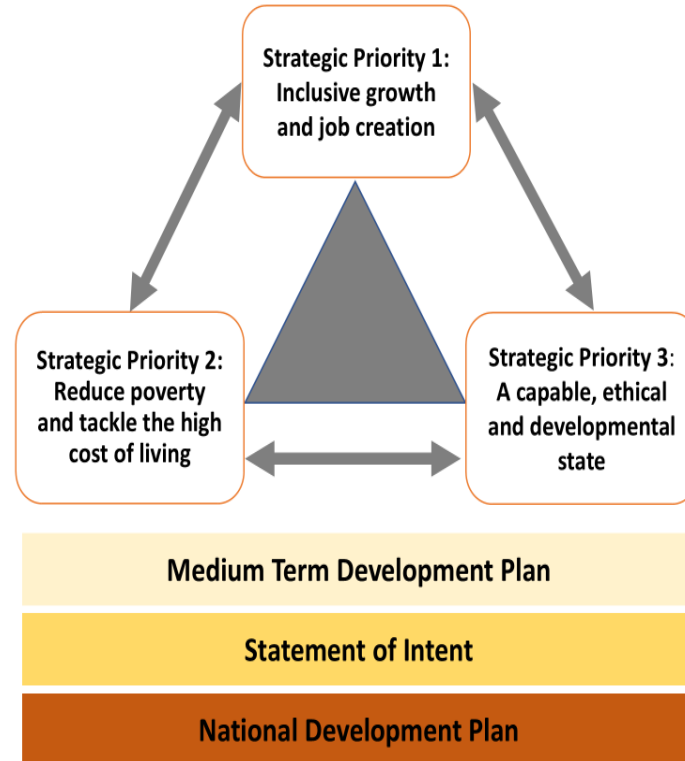 Strategic Priority 1:
Inclusive growth
and job creation
Strategic Priority 2:
Reduce poverty
and tackle the high
cost of living
Strategic Priority 3:
A capable, ethical
and developmental
state
Medium Term Development Plan
Statement of Intent
National Development Plan